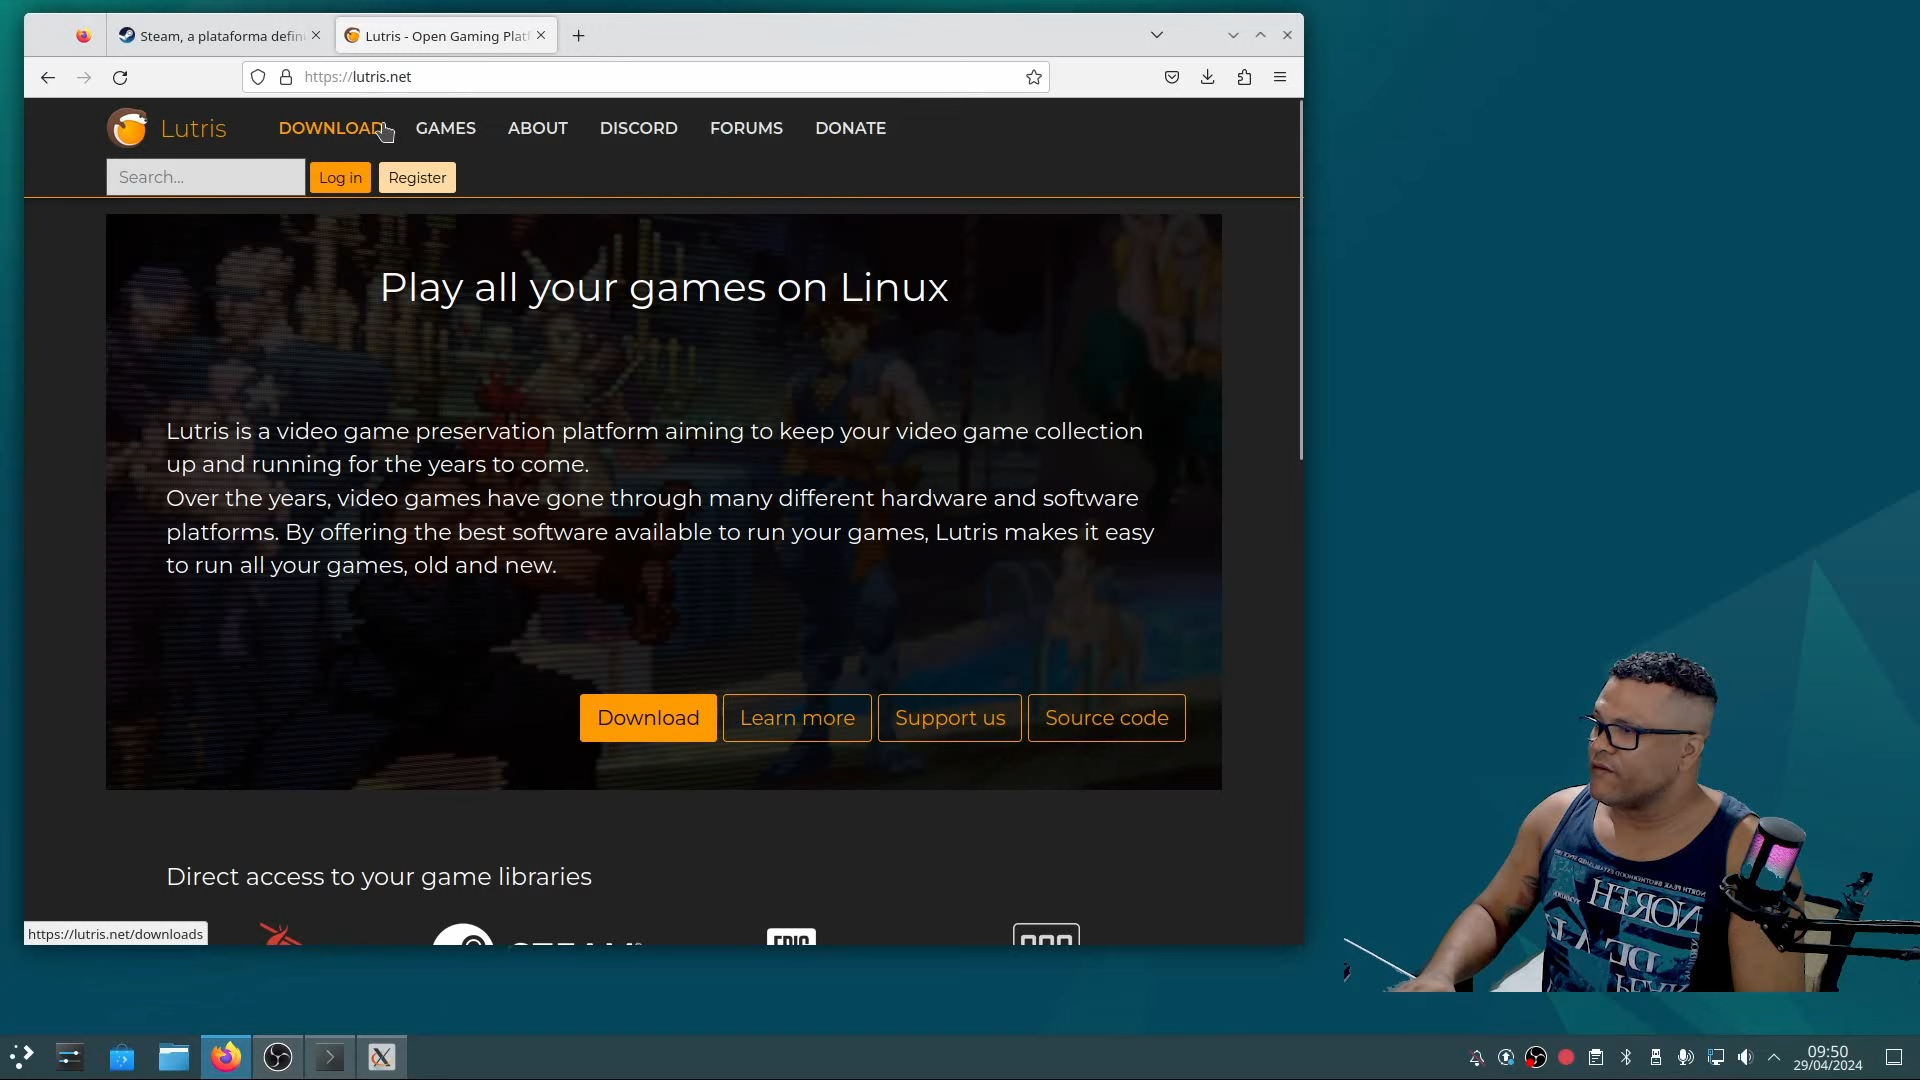 Steam, a plataforma defin
Lutris - Open Gaming Platf
https://lutris.net
Lutris
DOWNLOAD
GAMES
ABOUT
DISCORD
FORUMS
DONATE
Search...
Log in
Register
Play all your games on Linux
Lutris is a video game preservation platform aiming to keep your video game collection
up and running for the years to come.
Over the years, video games have gone through many different hardware and software
platforms. By offering the best software available to run your games, Lutris makes it easy
to run all your games, old and new.
Download
Learn more
Support us
Source code
Direct access to your game libraries
https://lutris.net/downloads
NORTH
09:50
29/04/2024